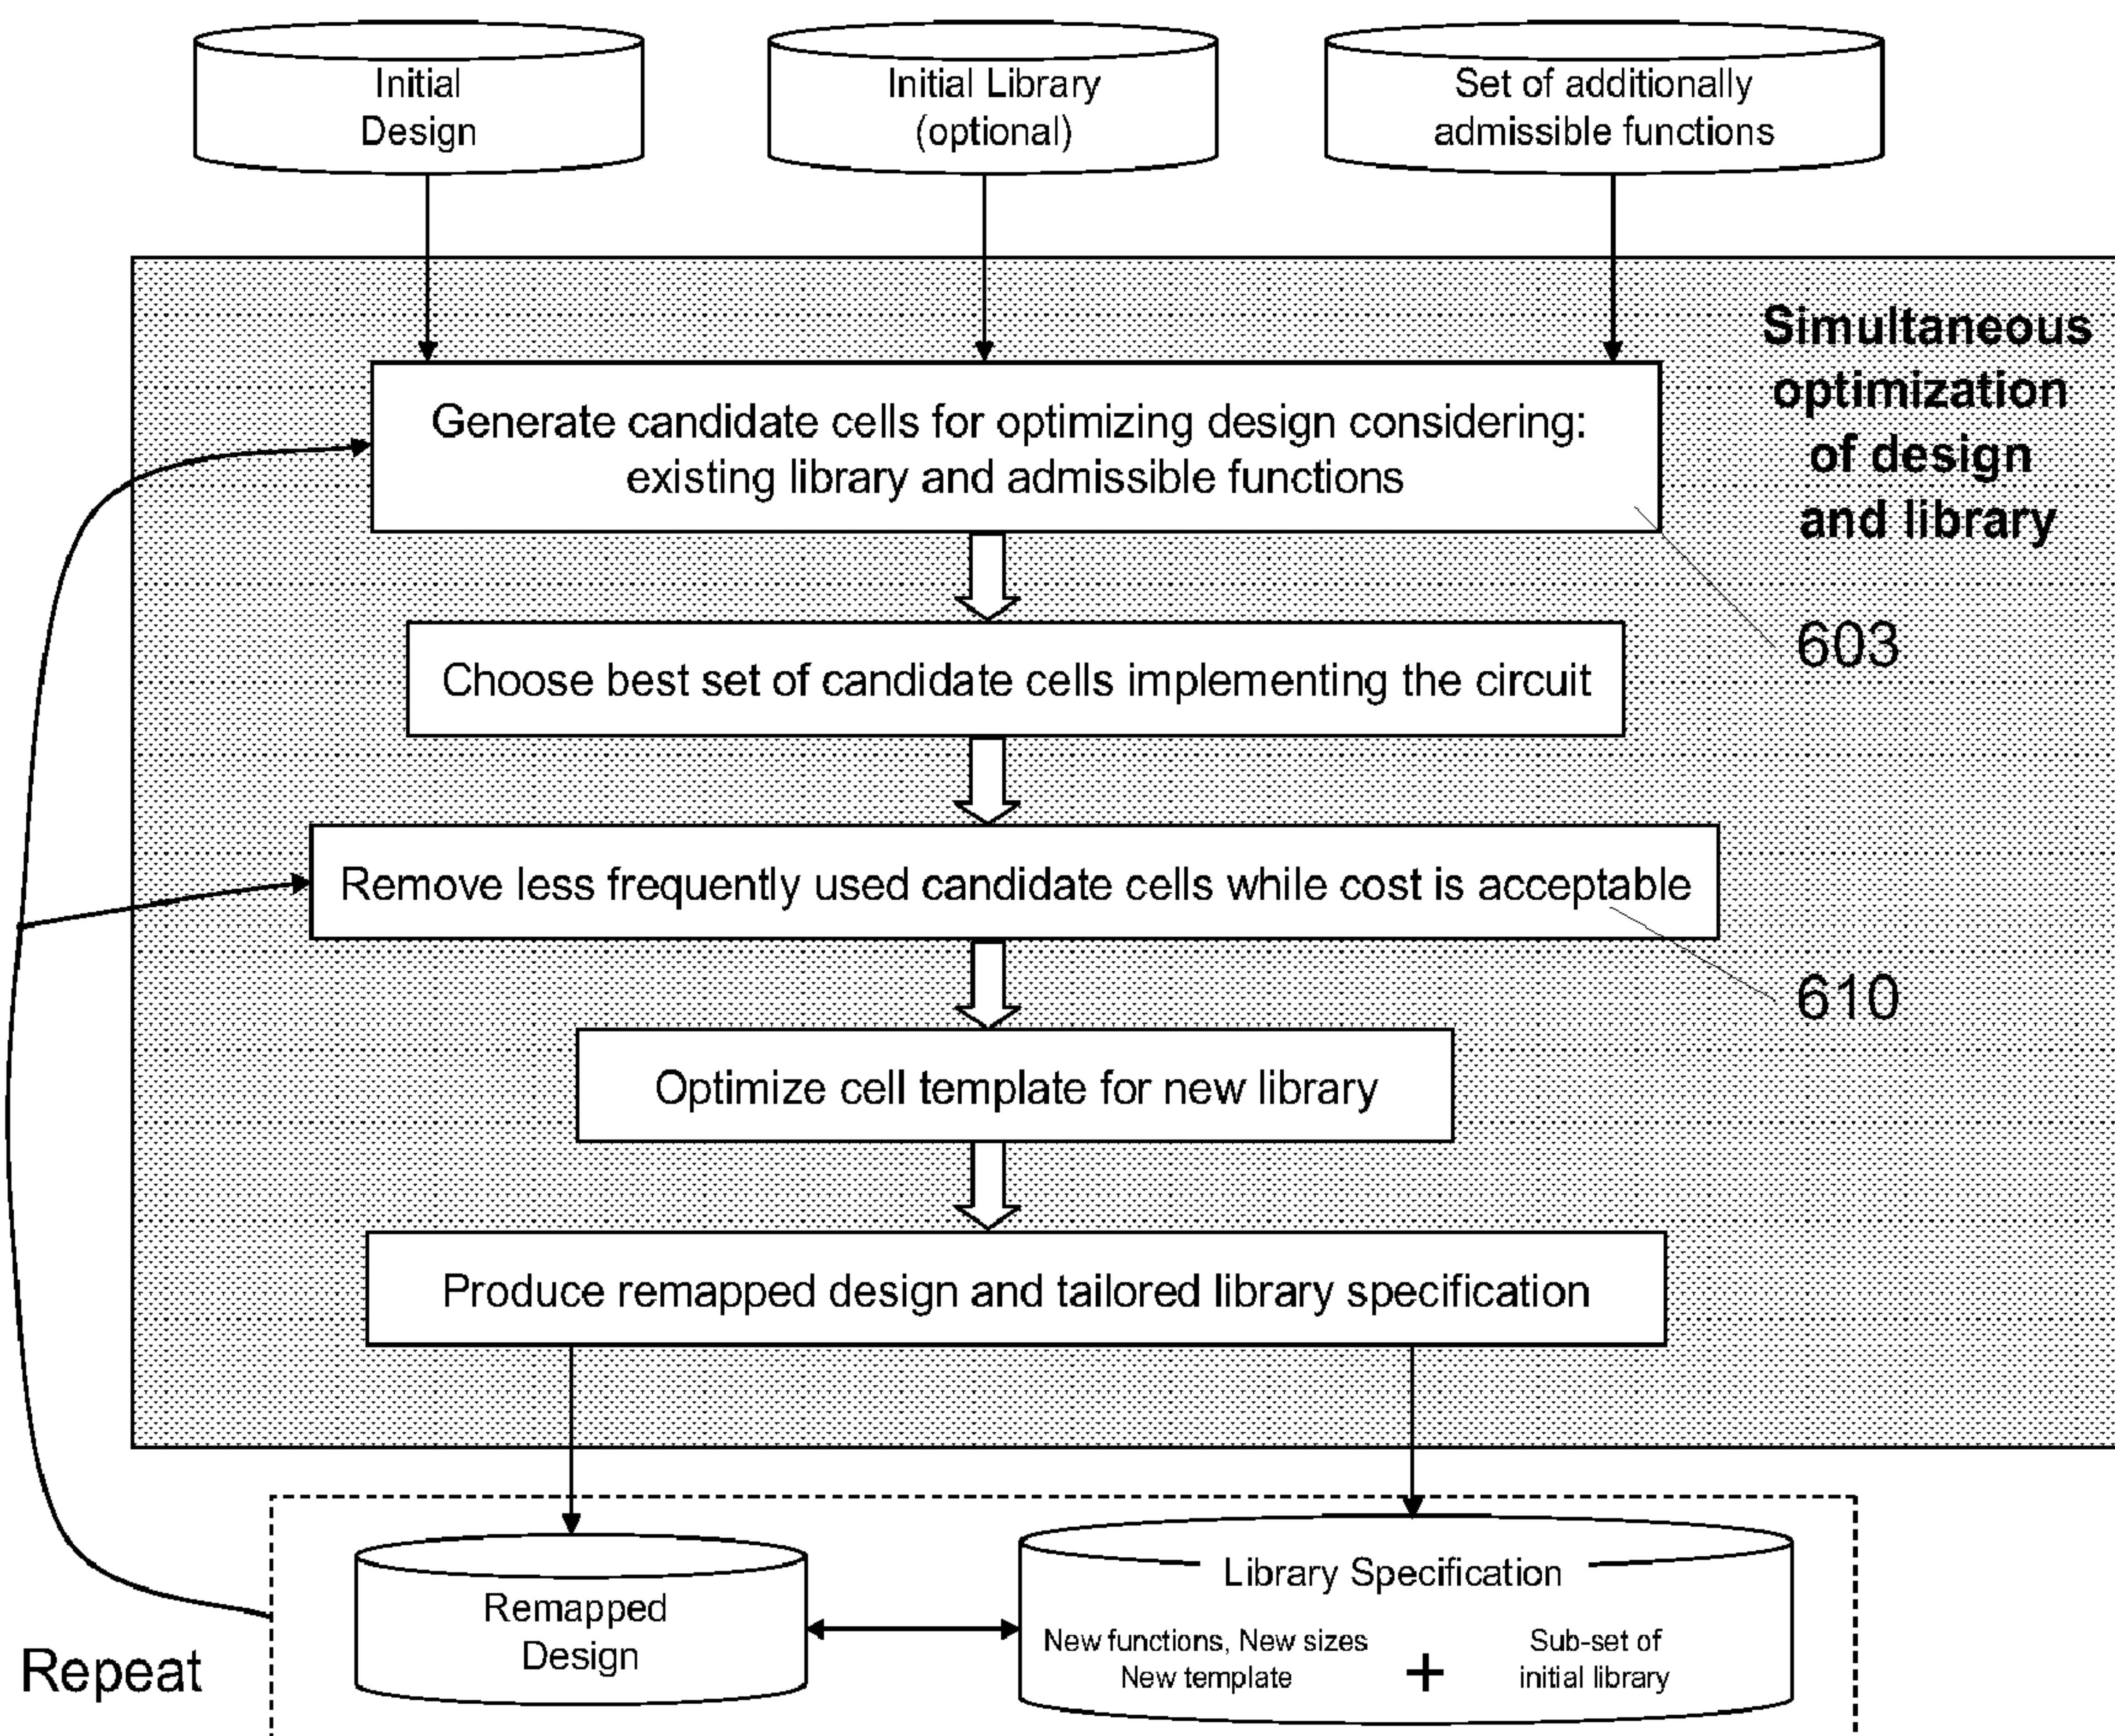 Initial
Design
Initial Library
(optional)
Set of additionally
admissible functions
Simultaneous
optimization
of design
and library
Generate candidate cells for optimizing design considering:
existing library and admissible functions
603
Choose best set of candidate cells implementing the circuit
Remove less frequently used candidate cells while cost is acceptable
610
Optimize cell template for new library
Produce remapped design and tailored library specification
Repeat
Remapped
Design
Library Specification
New functions, New sizes
New template
+
Sub-set of
initial library